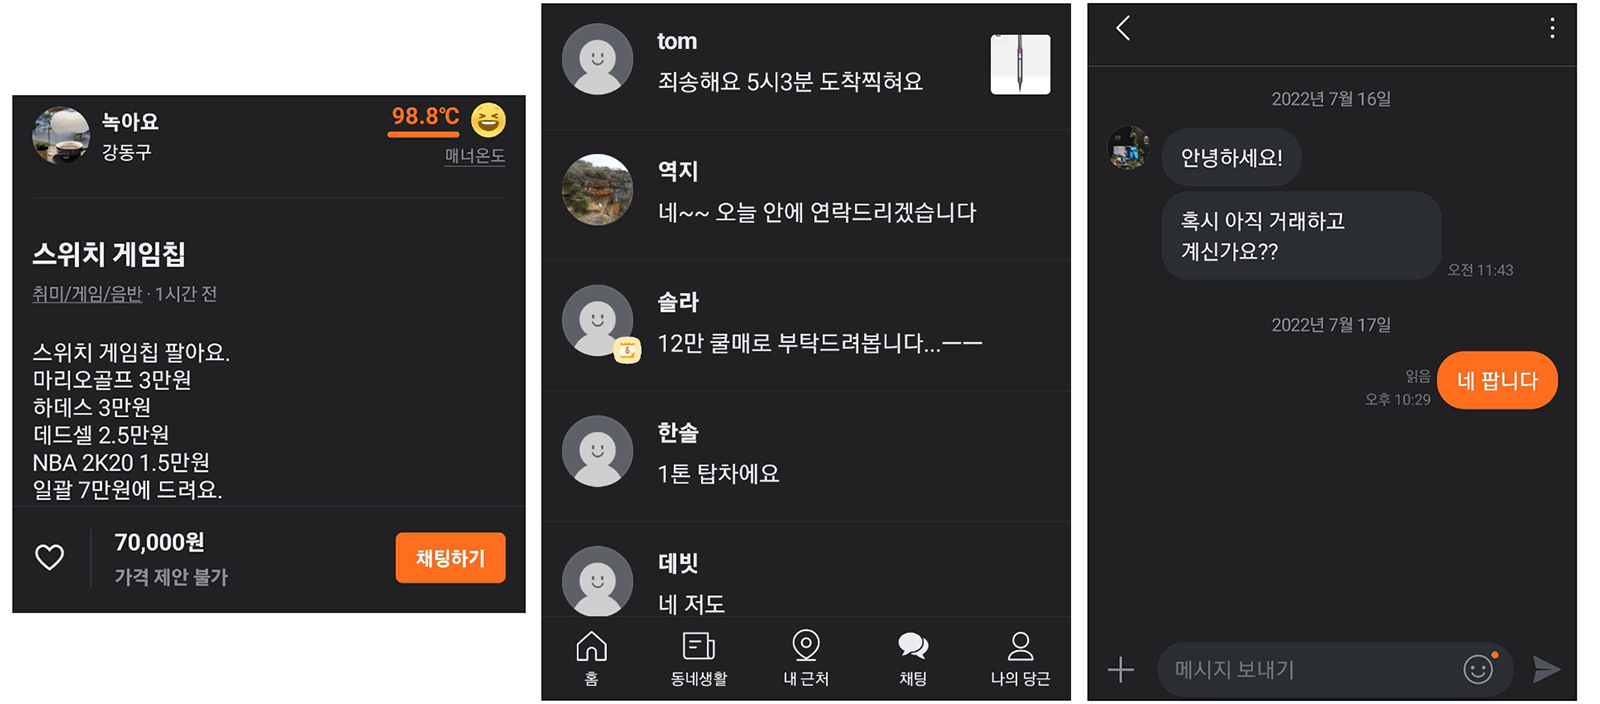 녹아요
강동구
98.8℃
매너온도
스위치 게임칩
취미/게임/음반 · 1시간 전
스위치 게임칩 팔아요.
마리오골프 3만원
하데스 3만원
데드셀 2.5만원
NBA 2K20 1.5만원
일괄 7만원에 드려요.
70,000원
가격 제안 불가
채팅하기
tom
죄송해요 5시3분 도착찍혀요
역지
네~~ 오늘 안에 연락드리겠습니다
솔라
12만 쿨매로 부탁드려봅니다...ㅡㅡ
한솔
1톤 탑차에요
데빗
네 저도
홈
동네생활
내 근처
채팅
나의 당근
2022년 7월 16일
안녕하세요!
혹시 아직 거래하고
계신가요??
오전 11:43
2022년 7월 17일
읽음
오후 10:29
네 팝니다
메시지 보내기